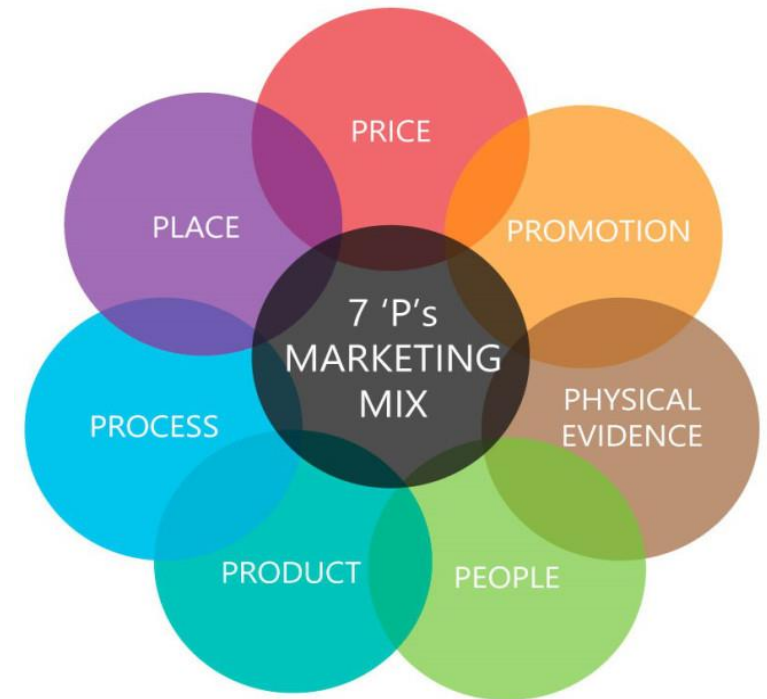 PRICE
PLACE
PROMOTION
7 ‘P’s
MARKETING
MIX
PROCESS
PHYSICAL
EVIDENCE
PRODUCT
PEOPLE